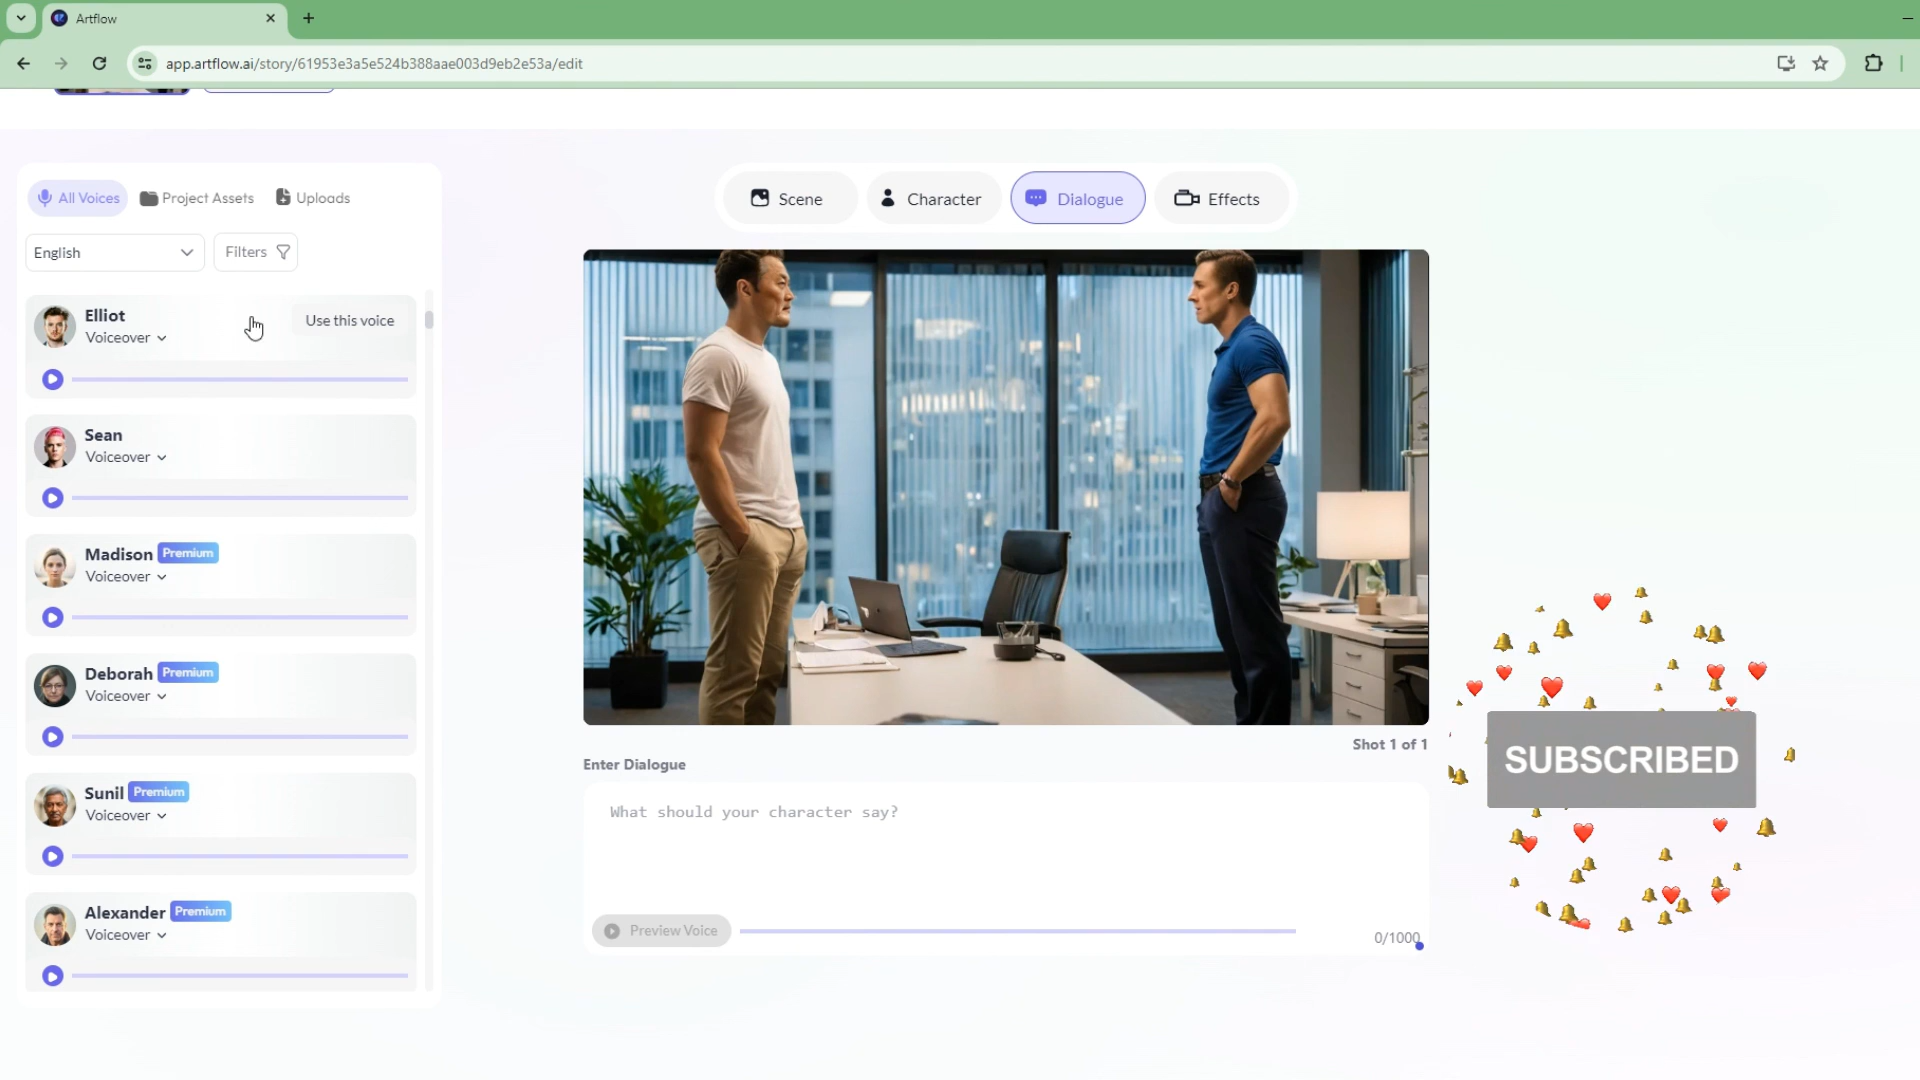 Artflow
app.artflow.ai/story/61953e3a5e524b388aae003d9eb2e53a/edit
All Voices
Project Assets
Uploads
English
Filters
Elliot
Voiceover
Use this voice
Sean
Voiceover
Madison Premium
Voiceover
Deborah Premium
Voiceover
Sunil Premium
Voiceover
Alexander Premium
Voiceover
Scene
Character
Dialogue
Effects
Shot 1 of 1
Enter Dialogue
What should your character say?
Preview Voice
0/1000
SUBSCRIBED